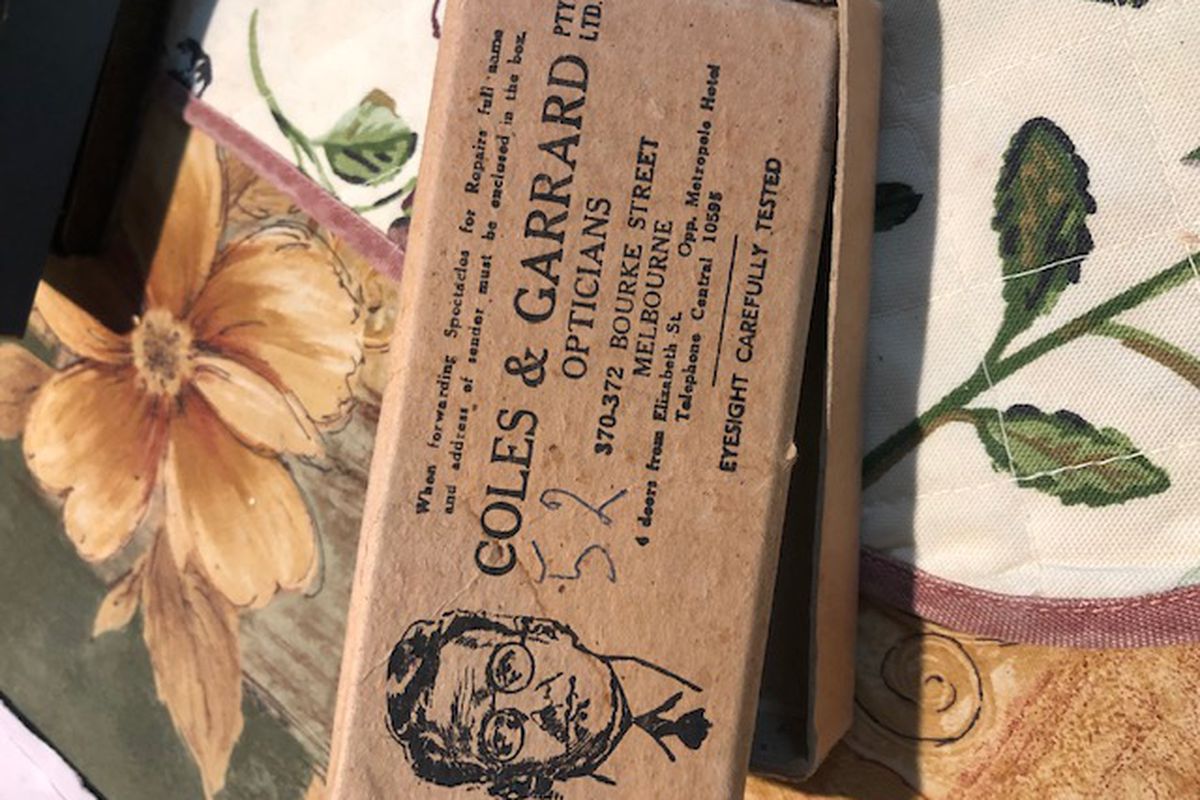 When forwarding Spectacles for Repairs full name
and address of sender must be enclosed in the box.
COLES & GARRARD PTY. LTD.
OPTICIANS
52
370-372 BOURKE STREET
MELBOURNE
4 doors from Elizabeth St. Opp. Metropole Hotel
Telephone Central 10595
EYESIGHT CAREFULLY TESTED